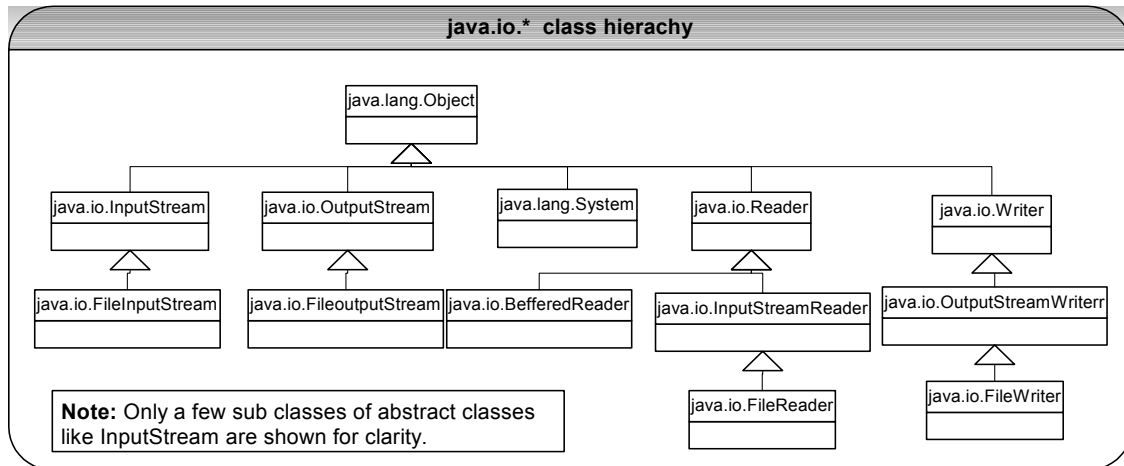 java.io.* class hierachy
java.lang.Object
java.io.InputStream
java.io.OutputStream
java.lang.System
java.io.Reader
java.io.Writer
java.io.FileInputStream
java.io.FileoutputStream
java.io.BefferedReader
java.io.InputStreamReader
java.io.OutputStreamWriterr
java.io.FileReader
java.io.FileWriter
Note: Only a few sub classes of abstract classes
like InputStream are shown for clarity.